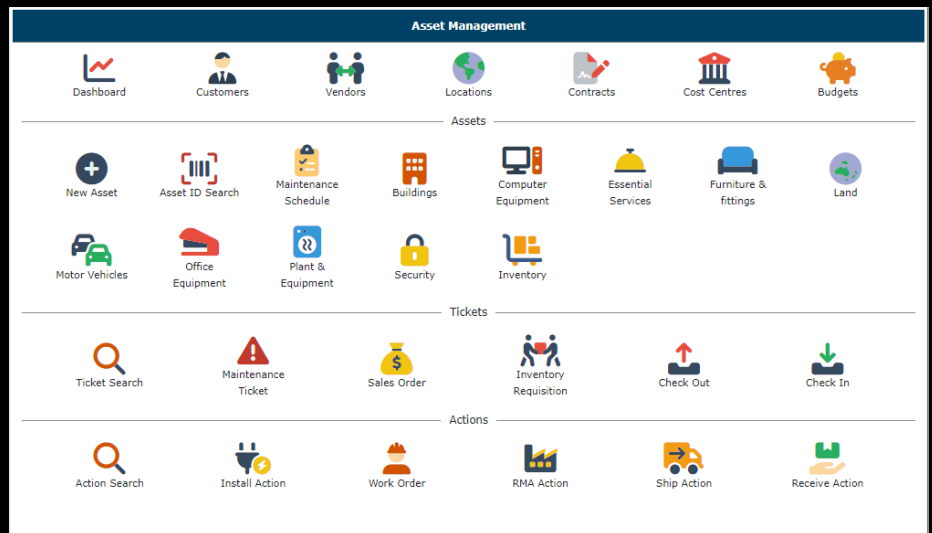 Asset Management
Dashboard
Customers
Vendors
Locations
Contracts
Cost Centres
Budgets
Assets
New Asset
Asset ID Search
Maintenance
Schedule
Buildings
Computer
Equipment
Essential
Services
Furniture &
fittings
Land
Motor Vehicles
Office
Equipment
Plant &
Equipment
Security
Inventory
Tickets
Ticket Search
Maintenance
Ticket
$
Sales Order
Inventory
Requisition
Check Out
Check In
Actions
Action Search
Install Action
Work Order
RMA Action
Ship Action
Receive Action